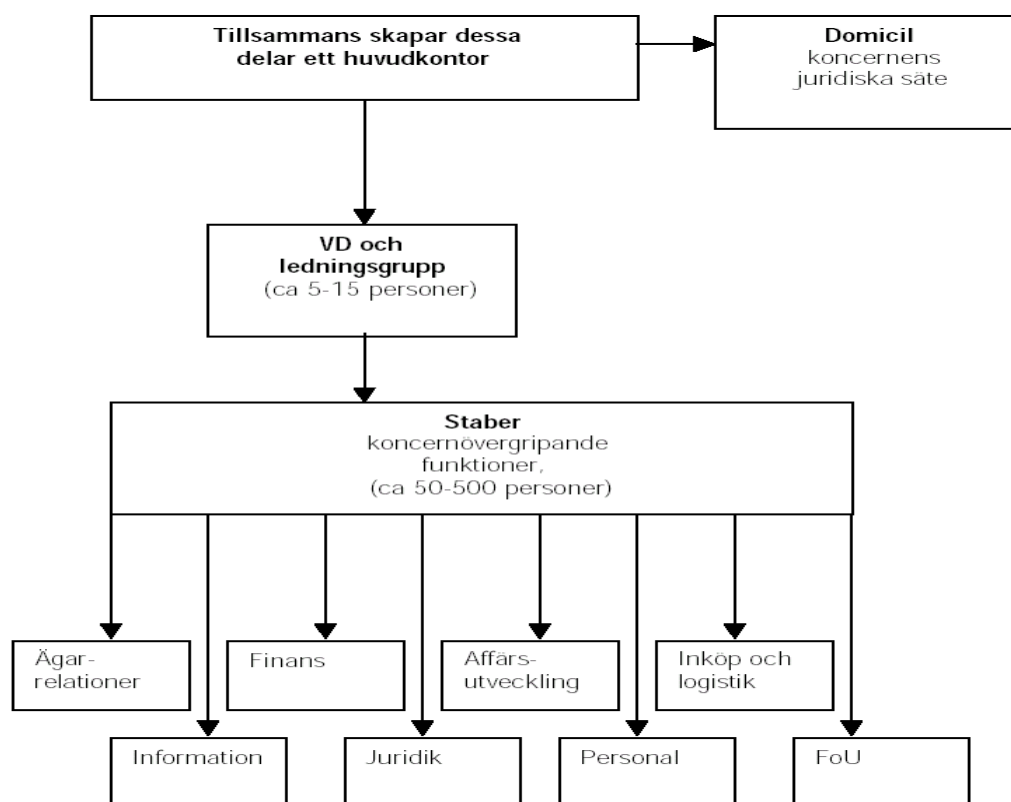 Tillsammans skapar dessa
delar ett huvudkontor
Domicil
koncernens
juridiska säte
VD och
ledningsgrupp
(ca 5-15 personer)
Staber
koncernövergripande
funktioner,
(ca 50-500 personer)
Ägar-
relationer
Finans
Affärs-
utveckling
Inköp och
logistik
Information
Juridik
Personal
FoU